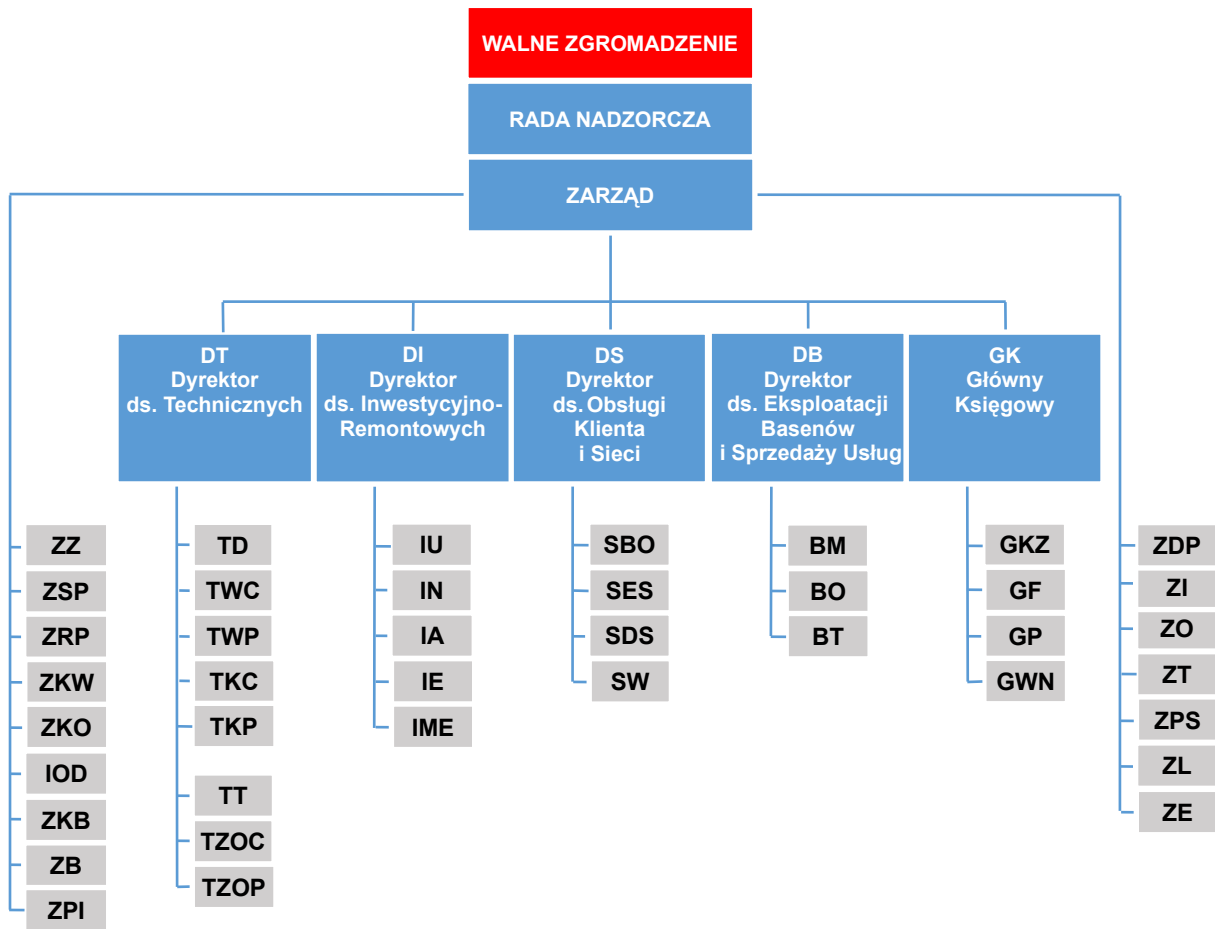 WALNE ZGROMADZENIE
RADA NADZORCZA
ZARZĄD
DT
Dyrektor
ds. Technicznych
DI
Dyrektor
ds. Inwestycyjno-
Remontowych
DS
Dyrektor
ds. Obsługi
Klienta
i Sieci
DB
Dyrektor
ds. Eksploatacji
Basenów
i Sprzedaży Usług
GK
Główny
Księgowy
ZZ
ZSP
ZRP
ZKW
ZKO
IOD
ZKB
ZB
ZPI
TD
TWC
TWP
TKC
TKP
TT
TZOC
TZOP
IU
IN
IA
IE
IME
SBO
SES
SDS
SW
BM
BO
BT
GKZ
GF
GP
GWN
ZDP
ZI
ZO
ZT
ZPS
ZL
ZE